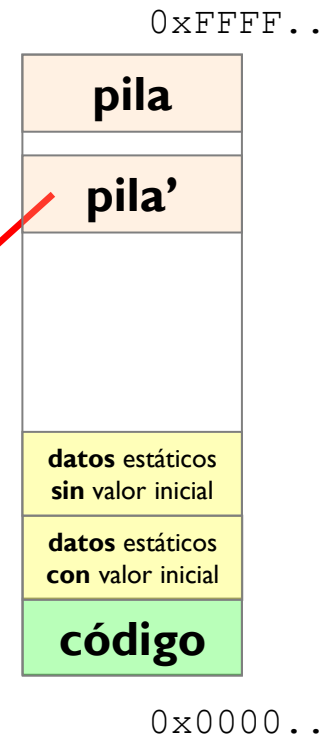 0xFFFF..
pila
pila’
datos estáticos
sin valor inicial
datos estáticos
con valor inicial
código
0x0000..